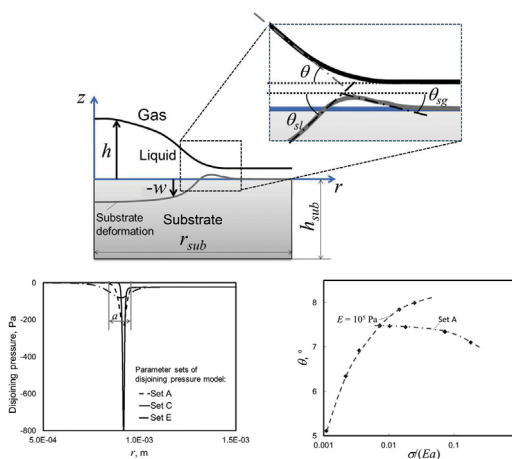 z
Gas
h
Liquid
-w
r
Substrate
deformation
Substrate
r_sub
h_sub
θ
θ_sl
θ_sg
0
-200
-400
-600
-800
Disjoining pressure, Pa
a
Parameter sets of
disjoining pressure model:
Set A
Set C
Set E
5.0E-04
1.0E-03
1.5E-03
r, m
8
7
6
5
θ, °
E = 10⁵ Pa
Set A
0.001
0.01
0.1
σ/(Ea)